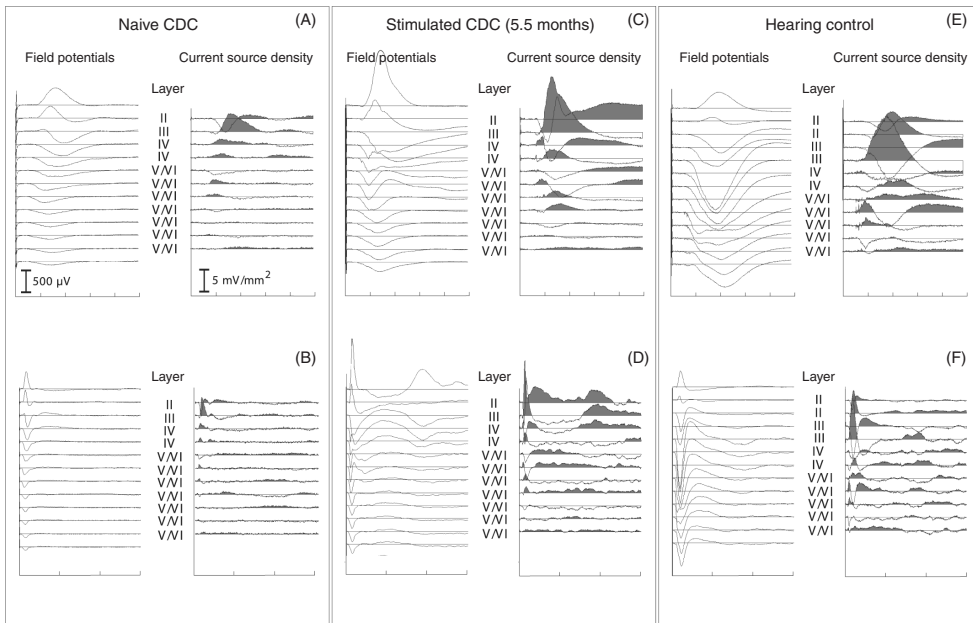 Naive CDC
(A)
Field potentials
Current source density
Layer
II
III
IV
IV
V/VI
V/VI
V/VI
V/VI
V/VI
V/VI
V/VI
500 µV
5 mV/mm²
(B)
Layer
II
III
IV
IV
V/VI
V/VI
V/VI
V/VI
V/VI
V/VI
V/VI
Stimulated CDC (5.5 months)
(C)
Field potentials
Current source density
Layer
II
III
IV
IV
V/VI
V/VI
V/VI
V/VI
V/VI
V/VI
V/VI
(D)
Layer
II
III
IV
IV
V/VI
V/VI
V/VI
V/VI
V/VI
V/VI
V/VI
Hearing control
(E)
Field potentials
Current source density
Layer
II
II
III
III
IV
IV
V/VI
V/VI
V/VI
V/VI
V/VI
(F)
Layer
II
II
III
III
IV
IV
V/VI
V/VI
V/VI
V/VI
V/VI